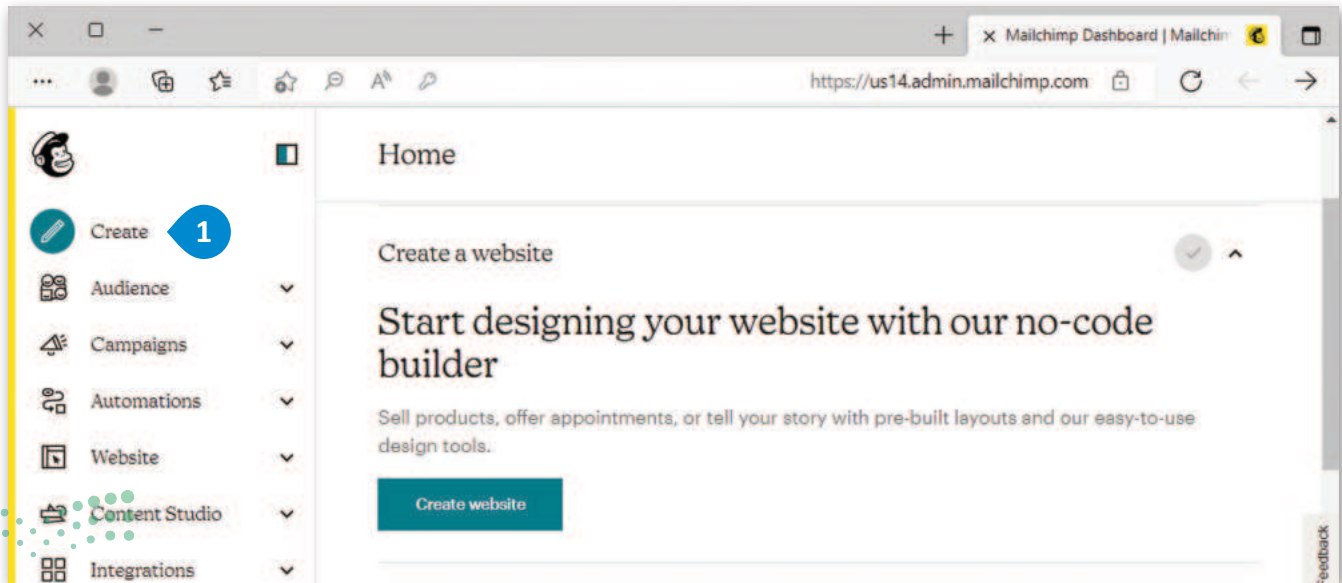 Mailchimp Dashboard | Mailchim
https://us14.admin.mailchimp.com
Home
Create
1
Audience
Campaigns
Automations
Website
Content Studio
Integrations
Create a website
Start designing your website with our no-code
builder
Sell products, offer appointments, or tell your story with pre-built layouts and our easy-to-use
design tools.
Create website
eedback